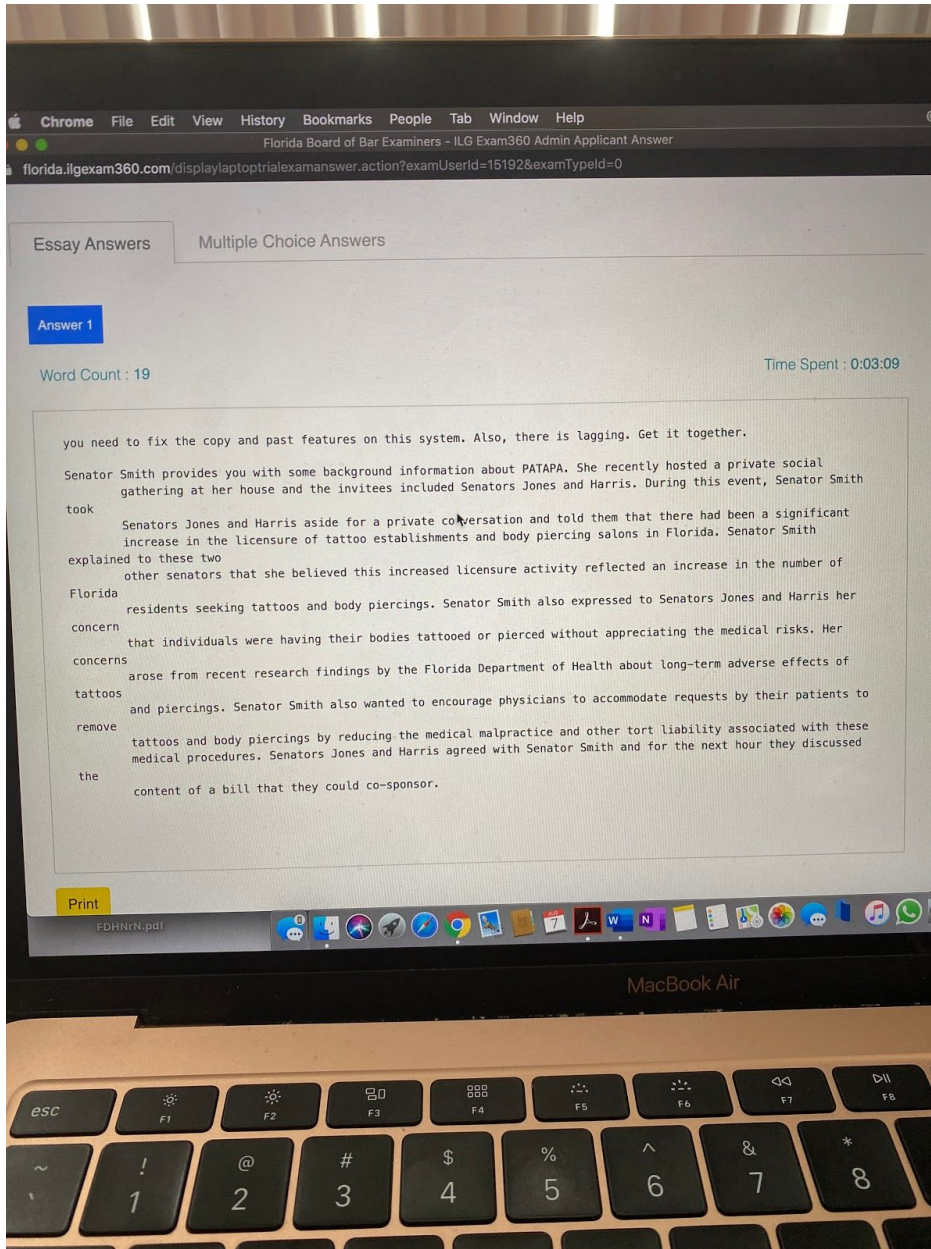 Chrome File Edit View History Bookmarks People Tab Window Help
Florida Board of Bar Examiners - ILG Exam360 Admin Applicant Answer
florida.ilgexam360.com/displaylaptoptrialexamanswer.action?examUserId=15192&examTypeId=0
Essay Answers Multiple Choice Answers
Answer 1
Word Count : 19 Time Spent : 0:03:09
you need to fix the copy and past features on this system. Also, there is lagging. Get it together.
Senator Smith provides you with some background information about PATAPA. She recently hosted a private social
gathering at her house and the invitees included Senators Jones and Harris. During this event, Senator Smith
took
Senators Jones and Harris aside for a private conversation and told them that there had been a significant
increase in the licensure of tattoo establishments and body piercing salons in Florida. Senator Smith
explained to these two
other senators that she believed this increased licensure activity reflected an increase in the number of
Florida
residents seeking tattoos and body piercings. Senator Smith also expressed to Senators Jones and Harris her
concern
that individuals were having their bodies tattooed or pierced without appreciating the medical risks. Her
concerns
arose from recent research findings by the Florida Department of Health about long-term adverse effects of
tattoos
and piercings. Senator Smith also wanted to encourage physicians to accommodate requests by their patients to
remove
tattoos and body piercings by reducing the medical malpractice and other tort liability associated with these
medical procedures. Senators Jones and Harris agreed with Senator Smith and for the next hour they discussed
the
content of a bill that they could co-sponsor.
Print
FDHNrN.pdf
7 W N
MacBook Air
esc F1 F2 F3 F4 F5 F6 F7 F8
~ ! @ # $ % ^ & *
` 1 2 3 4 5 6 7 8